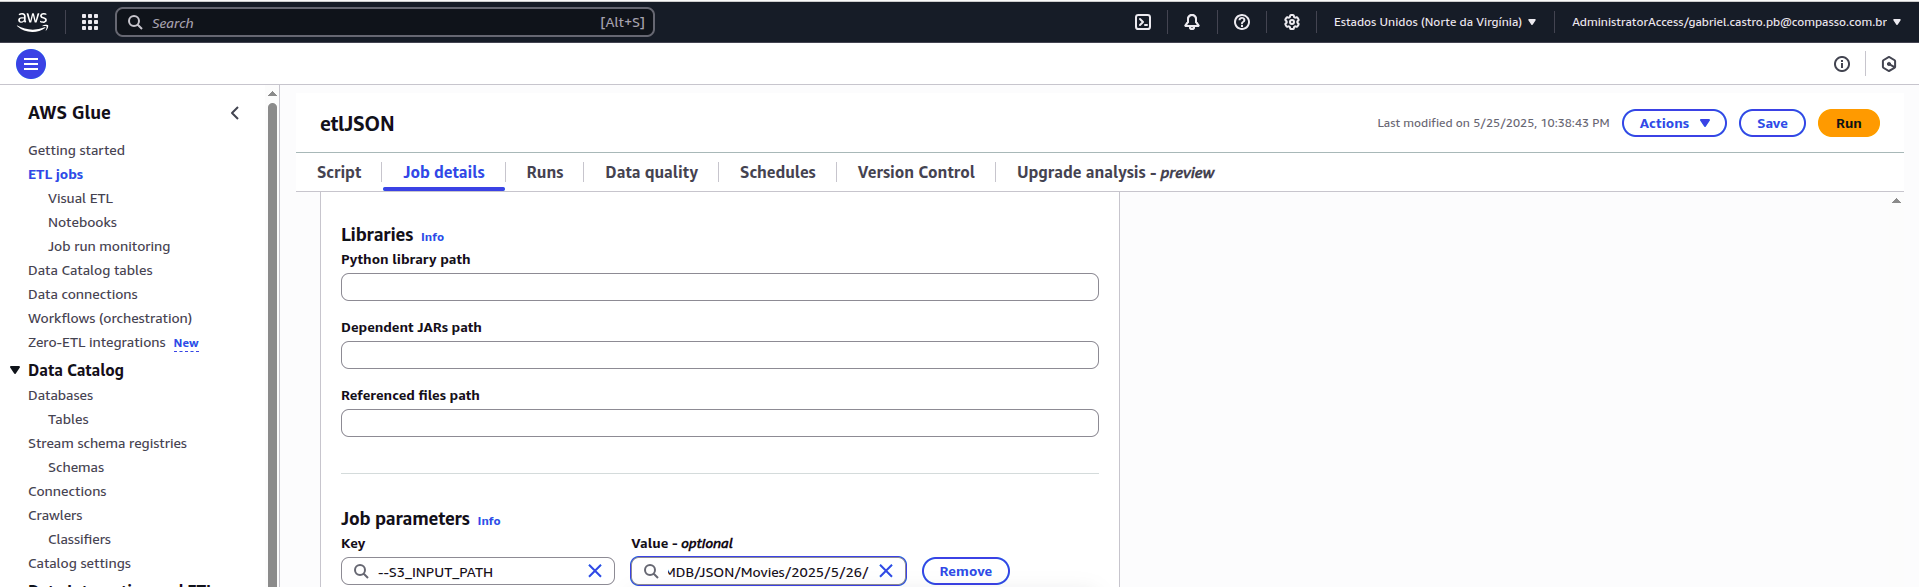 aws
Search [Alt+S]
Estados Unidos (Norte da Virgínia)
AdministratorAccess/gabriel.castro.pb@compasso.com.br
AWS Glue
Getting started
ETL jobs
Visual ETL
Notebooks
Job run monitoring
Data Catalog tables
Data connections
Workflows (orchestration)
Zero-ETL integrations New
Data Catalog
Databases
Tables
Stream schema registries
Schemas
Connections
Crawlers
Classifiers
Catalog settings
etlJSON
Last modified on 5/25/2025, 10:38:43 PM
Actions
Save
Run
Script
Job details
Runs
Data quality
Schedules
Version Control
Upgrade analysis - preview
Libraries Info
Python library path
Dependent JARs path
Referenced files path
Job parameters Info
Key
Value - optional
--S3_INPUT_PATH
MDB/JSON/Movies/2025/5/26/
Remove